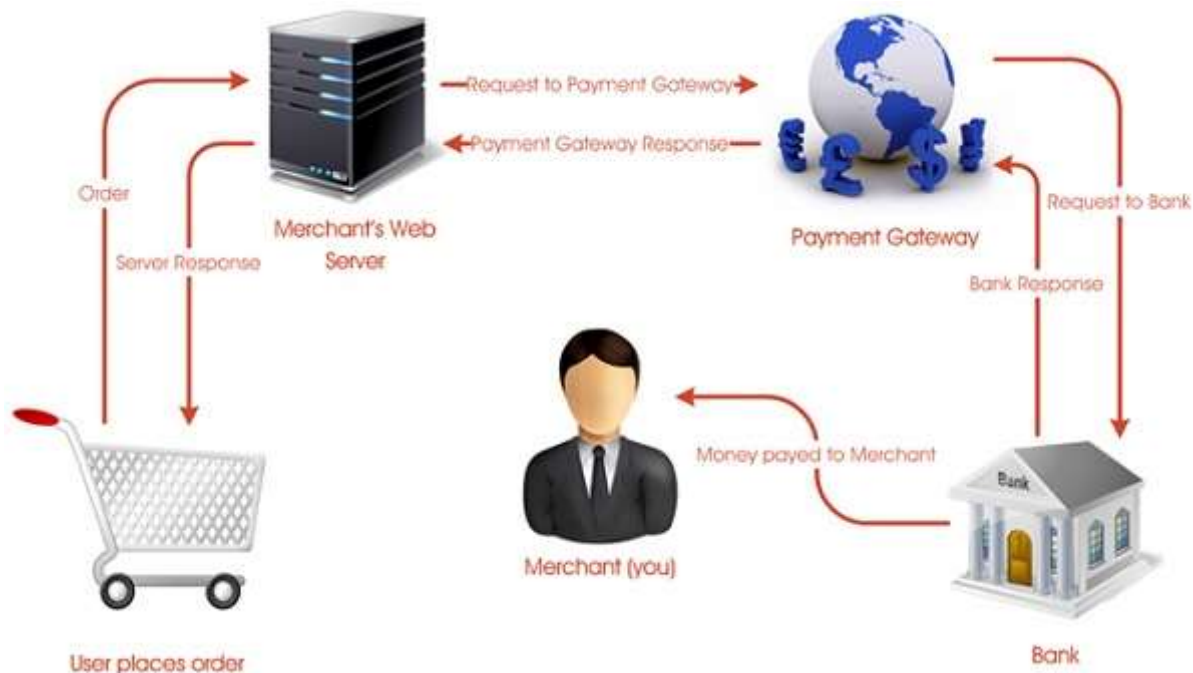 Request to Payment Gateway
Payment Gateway Response
Order
Server Response
Merchant's Web
Server
Payment Gateway
Request to Bank
Bank Response
Money payed to Merchant
Bank
Merchant (you)
User places order
Bank